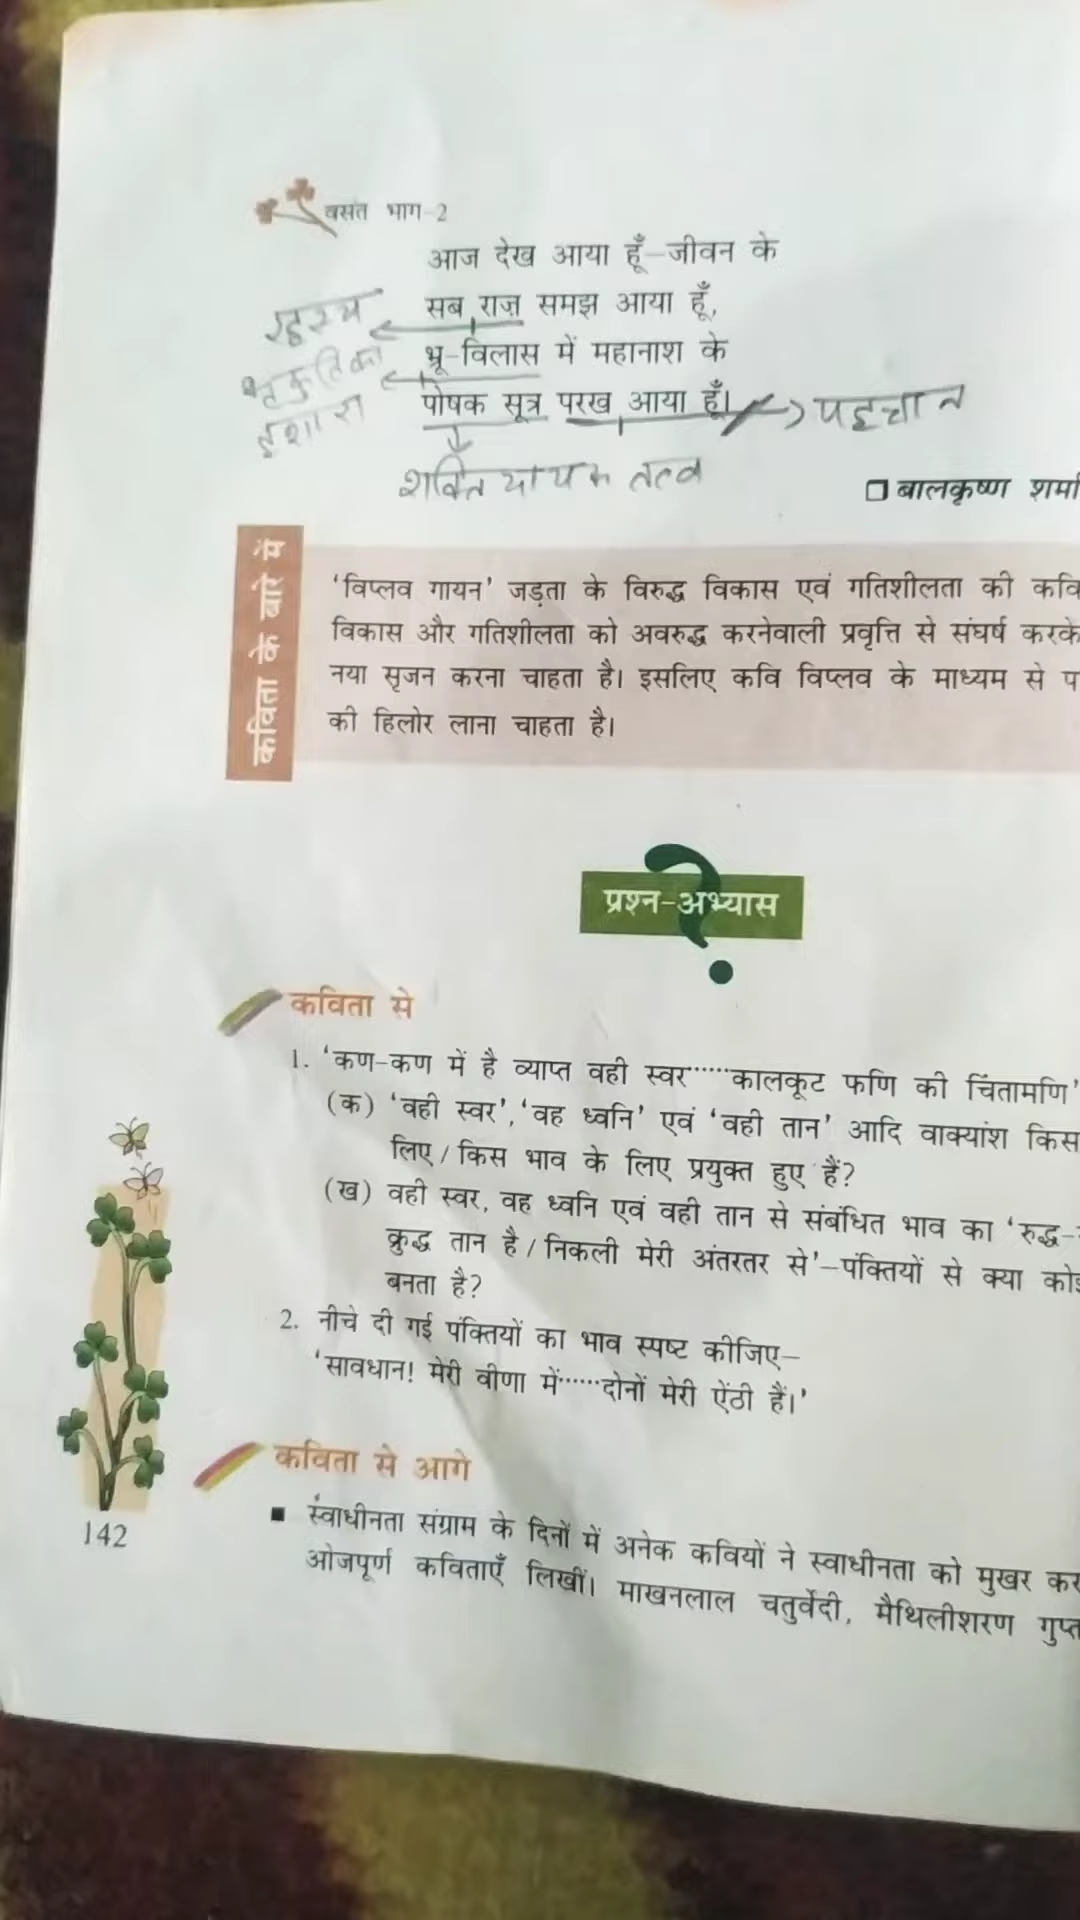 वसंत भाग-2
आज देख आया हूँ—जीवन के
सब राज़ समझ आया हूँ,
रहस्य
भ्रू-विलास में महानाश के
भृकुति का
इशारा
पोषक सूत्र परख आया हूँ।
पहचान
शक्ति दायक तत्व
बालकृष्ण शर्मा
कविता के बारे में
'विप्लव गायन' जड़ता के विरुद्ध विकास एवं गतिशीलता की कवि
विकास और गतिशीलता को अवरुद्ध करनेवाली प्रवृत्ति से संघर्ष करके
नया सृजन करना चाहता है। इसलिए कवि विप्लव के माध्यम से प
की हिलोर लाना चाहता है।
प्रश्न-अभ्यास
?
कविता से
1. 'कण-कण में है व्याप्त वही स्वर......कालकूट फणि की चिंतामणि'
(क) 'वही स्वर', 'वह ध्वनि' एवं 'वही तान' आदि वाक्यांश किस
लिए / किस भाव के लिए प्रयुक्त हुए हैं?
(ख) वही स्वर, वह ध्वनि एवं वही तान से संबंधित भाव का 'रुद्ध-
क्रुद्ध तान है / निकली मेरी अंतरतर से'—पंक्तियों से क्या कोई
बनता है?
2. नीचे दी गई पंक्तियों का भाव स्पष्ट कीजिए—
'सावधान! मेरी वीणा में......दोनों मेरी ऐंठी हैं।'
कविता से आगे
■ स्वाधीनता संग्राम के दिनों में अनेक कवियों ने स्वाधीनता को मुखर कर
ओजपूर्ण कविताएँ लिखीं। माखनलाल चतुर्वेदी, मैथिलीशरण गुप्त
142